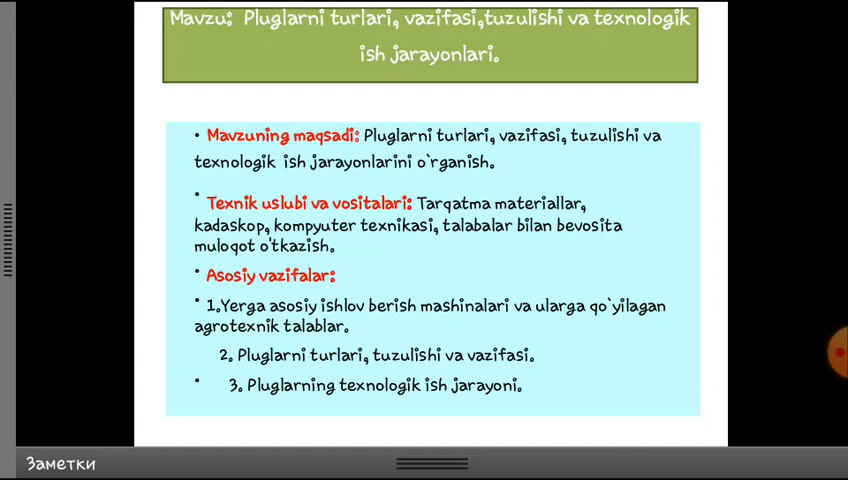 Mavzu: Pluglarni turlari, vazifasi,tuzulishi va texnologik
ish jarayonlari.
• Mavzuning maqsadi: Pluglarni turlari, vazifasi, tuzulishi va
texnologik ish jarayonlarini o`rganish.
• Texnik uslubi va vositalari: Tarqatma materiallar,
kadaskop, kompyuter texnikasi, talabalar bilan bevosita
muloqot o'tkazish.
• Asosiy vazifalar:
• 1.Yerga asosiy ishlov berish mashinalari va ularga qo`yilagan
agrotexnik talablar.
2. Pluglarni turlari, tuzulishi va vazifasi.
• 3. Pluglarning texnologik ish jarayoni.
Заметки